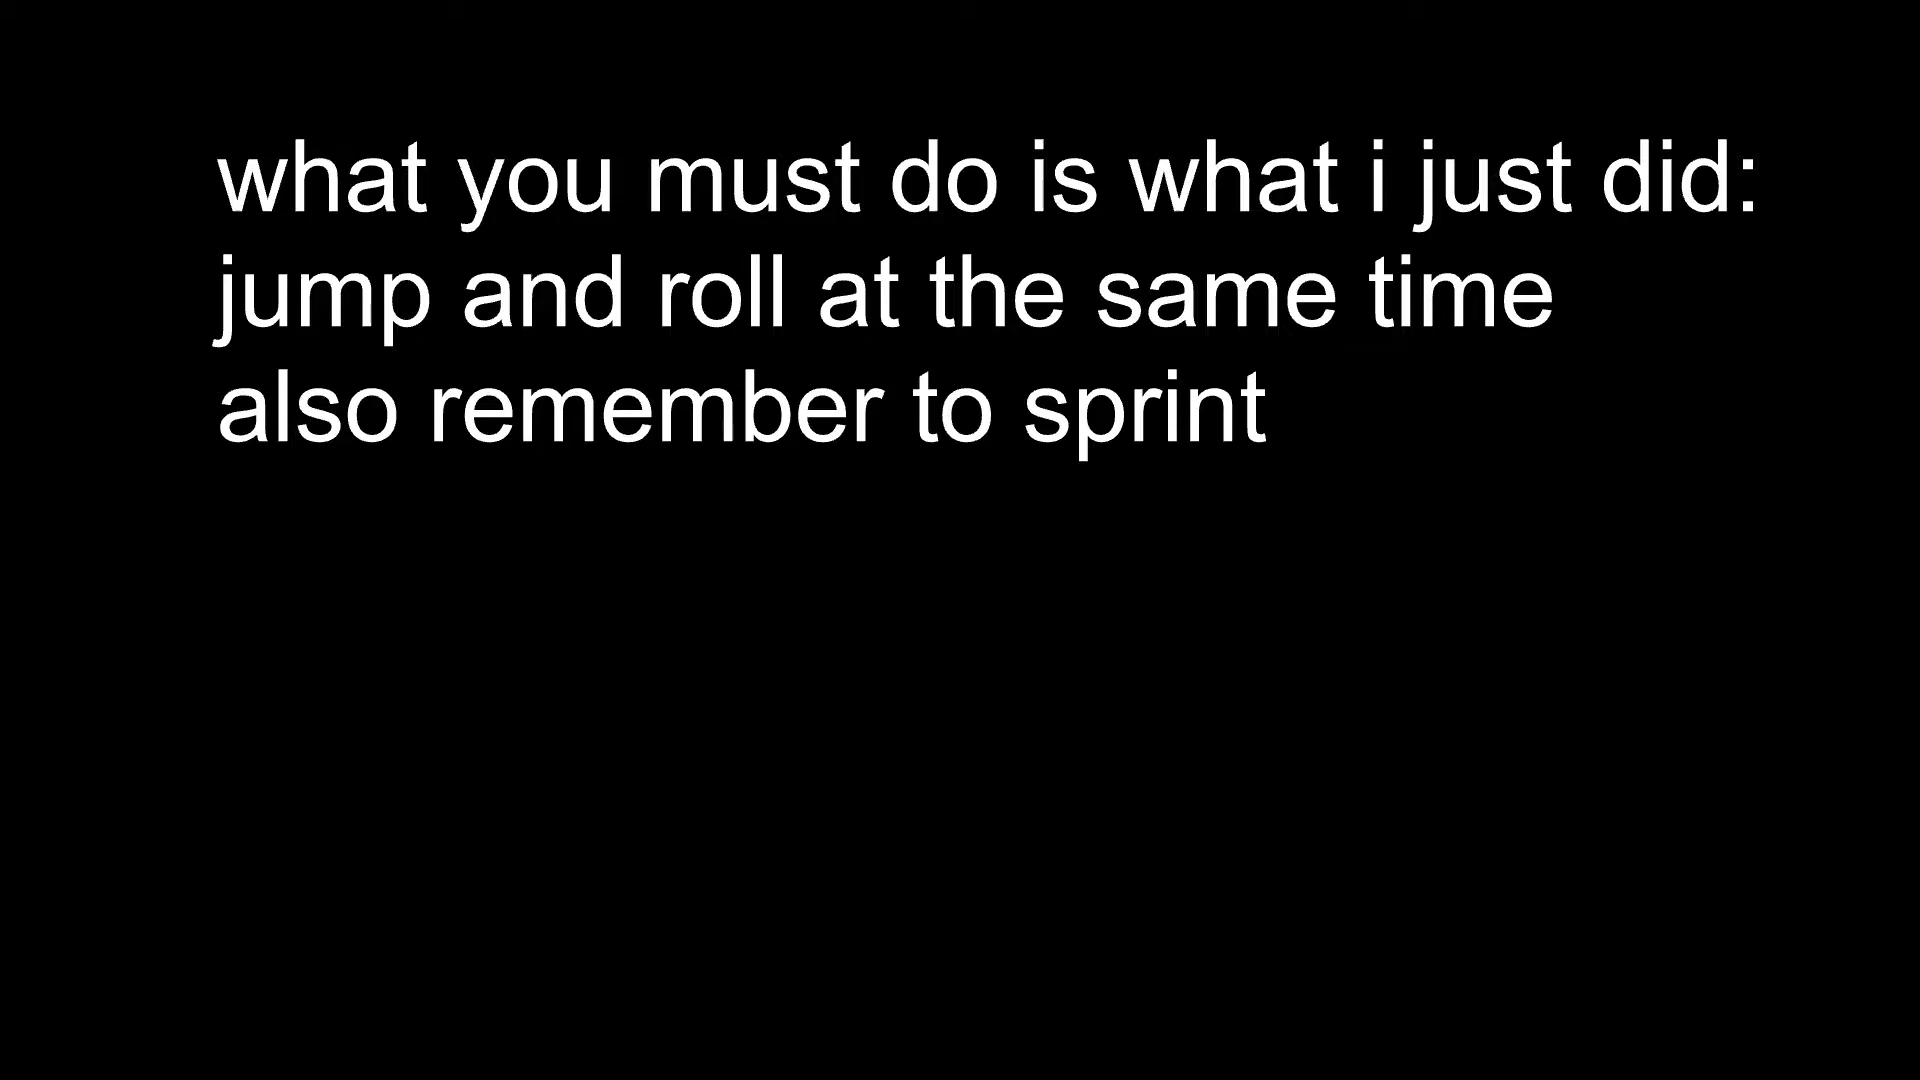 what you must do is what i just did:
jump and roll at the same time
also remember to sprint